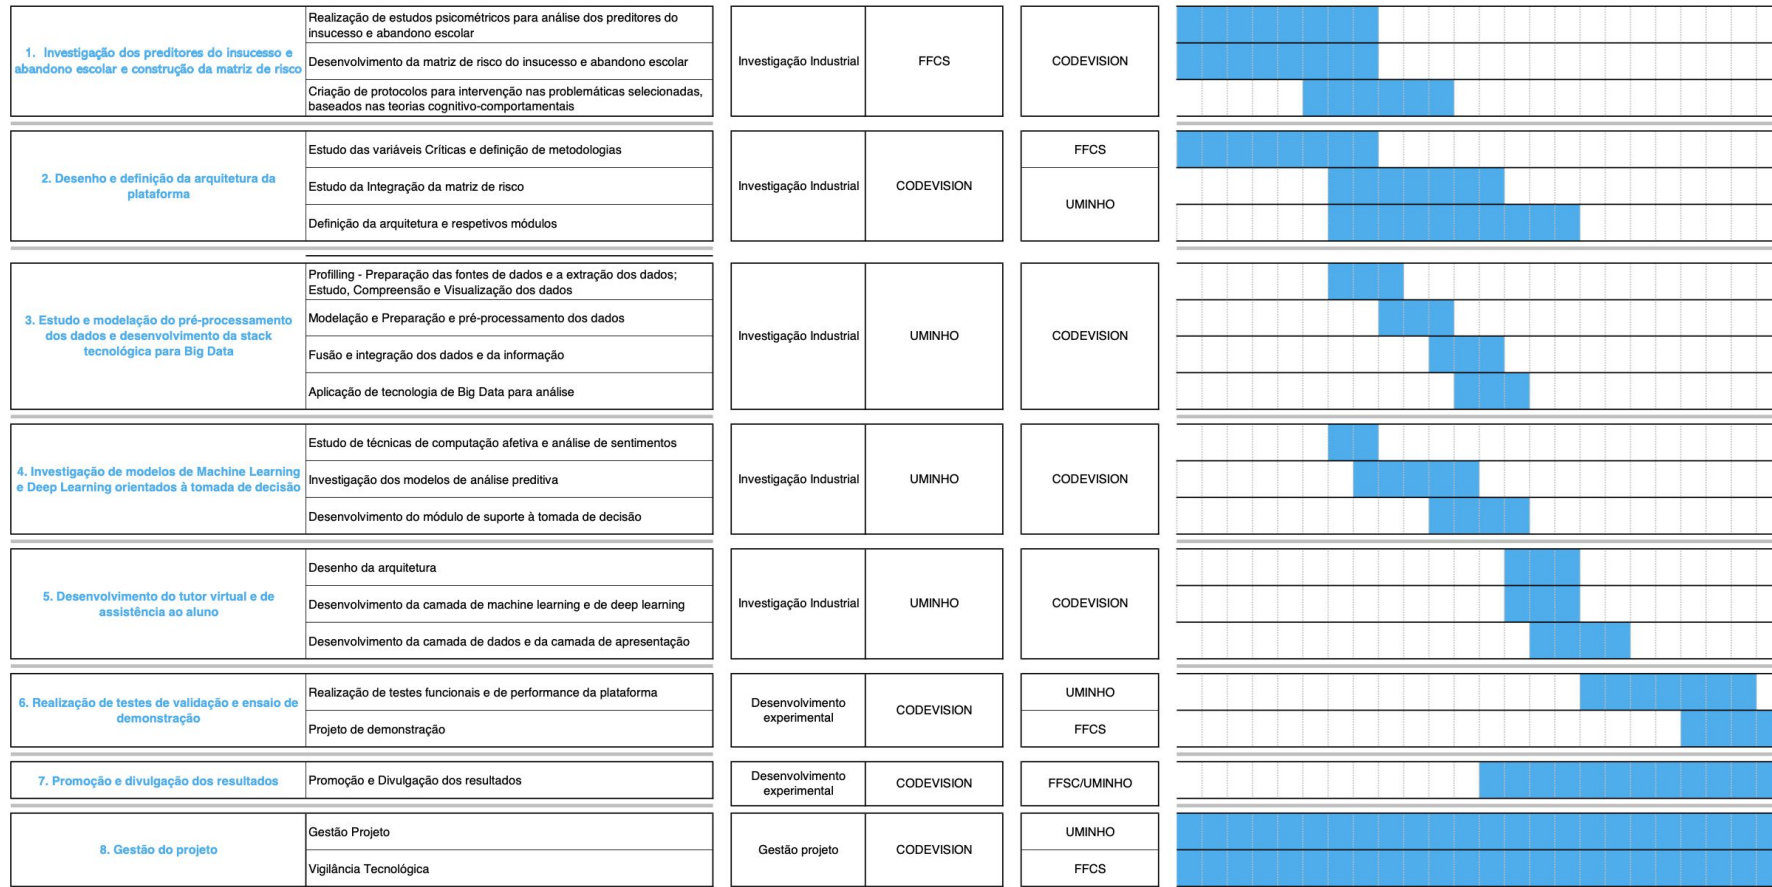 1. Investigação dos preditores do insucesso e
abandono escolar e construção da matriz de risco
Realização de estudos psicométricos para análise dos preditores do
insucesso e abandono escolar
Desenvolvimento da matriz de risco do insucesso e abandono escolar
Criação de protocolos para intervenção nas problemáticas selecionadas,
baseados nas teorias cognitivo-comportamentais
Investigação Industrial
FFCS
CODEVISION
2. Desenho e definição da arquitetura da
plataforma
Estudo das variáveis Críticas e definição de metodologias
Estudo da Integração da matriz de risco
Definição da arquitetura e respetivos módulos
Investigação Industrial
CODEVISION
FFCS
UMINHO
3. Estudo e modelação do pré-processamento
dos dados e desenvolvimento da stack
tecnológica para Big Data
Profilling - Preparação das fontes de dados e a extração dos dados;
Estudo, Compreensão e Visualização dos dados
Modelação e Preparação e pré-processamento dos dados
Fusão e integração dos dados e da informação
Aplicação de tecnologia de Big Data para análise
Investigação Industrial
UMINHO
CODEVISION
4. Investigação de modelos de Machine Learning
e Deep Learning orientados à tomada de decisão
Estudo de técnicas de computação afetiva e análise de sentimentos
Investigação dos modelos de análise preditiva
Desenvolvimento do módulo de suporte à tomada de decisão
Investigação Industrial
UMINHO
CODEVISION
5. Desenvolvimento do tutor virtual e de
assistência ao aluno
Desenho da arquitetura
Desenvolvimento da camada de machine learning e de deep learning
Desenvolvimento da camada de dados e da camada de apresentação
Investigação Industrial
UMINHO
CODEVISION
6. Realização de testes de validação e ensaio de
demonstração
Realização de testes funcionais e de performance da plataforma
Projeto de demonstração
Desenvolvimento
experimental
CODEVISION
UMINHO
FFCS
7. Promoção e divulgação dos resultados
Promoção e Divulgação dos resultados
Desenvolvimento
experimental
CODEVISION
FFSC/UMINHO
8. Gestão do projeto
Gestão Projeto
Vigilância Tecnológica
Gestão projeto
CODEVISION
UMINHO
FFCS